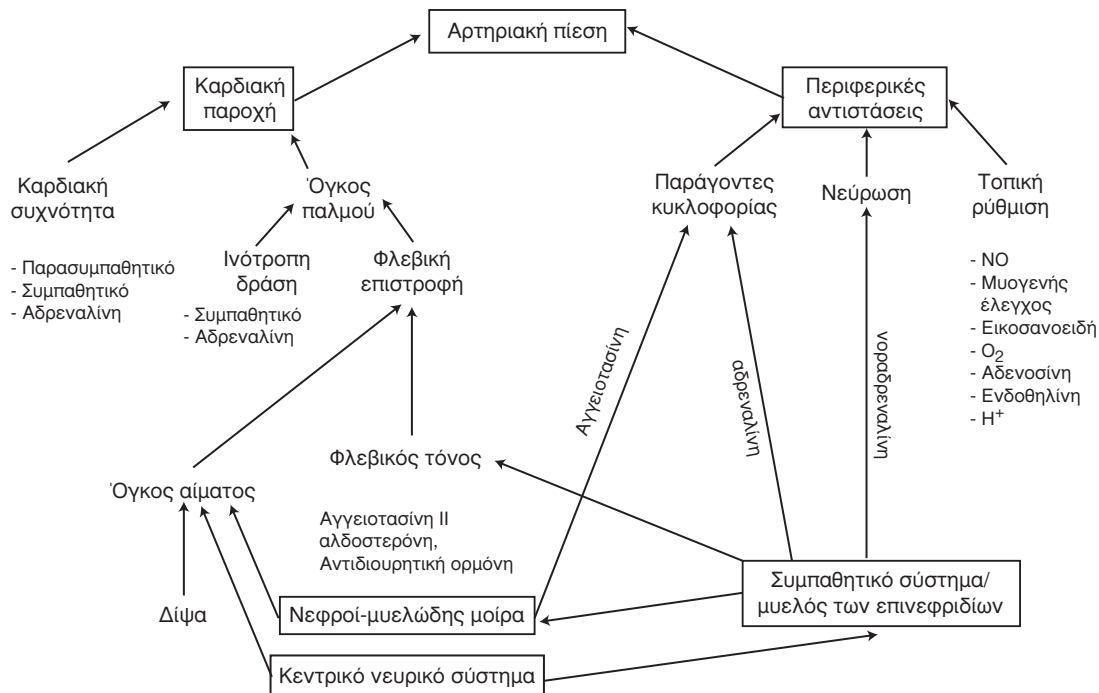 Αρτηριακή πίεση
Καρδιακή
παροχή
Περιφερικές
αντιστάσεις
Καρδιακή
συχνότητα
Όγκος
παλμού
Παράγοντες
κυκλοφορίας
Νεύρωση
Τοπική
ρύθμιση
- Παρασυμπαθητικό
- Συμπαθητικό
- Αδρεναλίνη
Ινότροπη
δράση
- Συμπαθητικό
- Αδρεναλίνη
Φλεβική
επιστροφή
- NO
- Μυογενής
έλεγχος
- Εικοσανοειδή
- O2
- Αδενοσίνη
- Ενδοθηλίνη
- H+
Αγγειοτασίνη
αδρεναλίνη
νοραδρεναλίνη
Φλεβικός τόνος
Όγκος αίματος
Αγγειοτασίνη II
αλδοστερόνη,
Αντιδιουρητική ορμόνη
Δίψα
Νεφροί-μυελώδης μοίρα
Συμπαθητικό σύστημα/
μυελός των επινεφριδίων
Κεντρικό νευρικό σύστημα